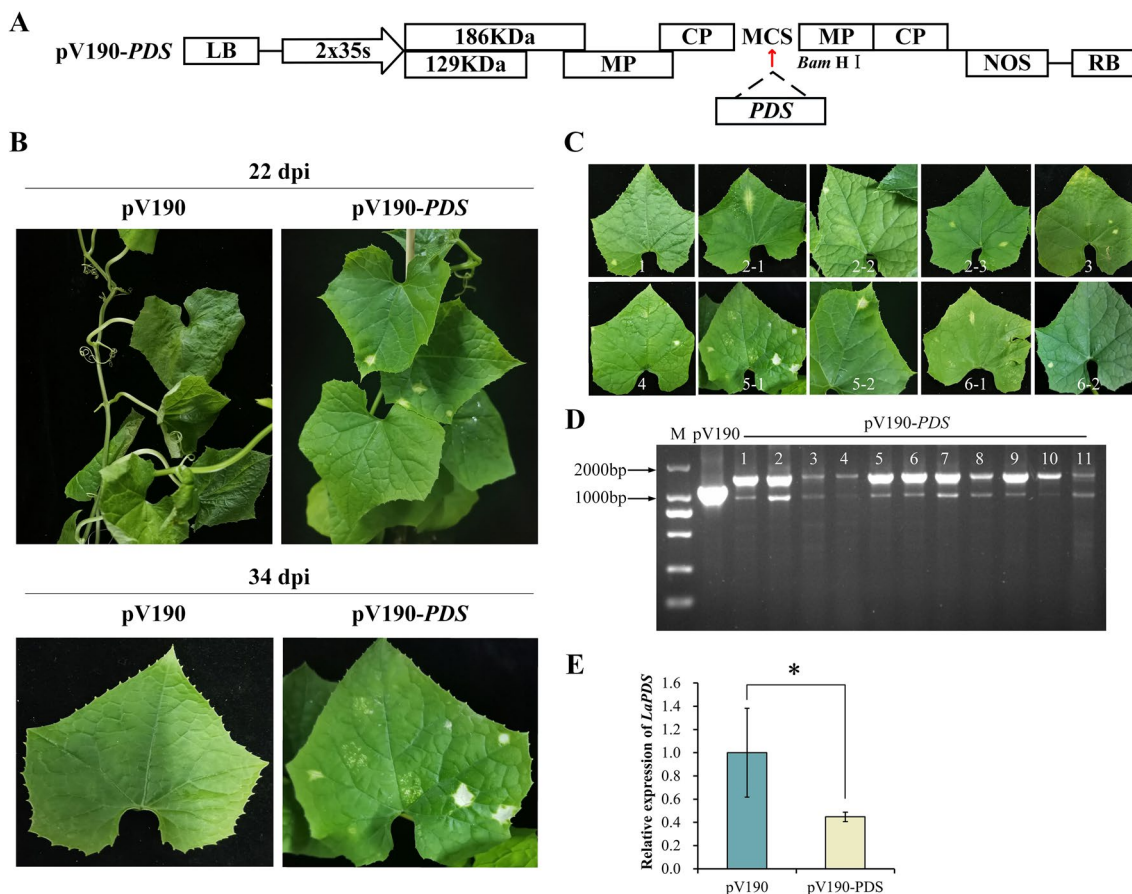 A
pV190-PDS
LB
2x35s
186KDa
129KDa
MP
CP
MCS
MP
CP
Bam H I
PDS
NOS
RB
B
22 dpi
pV190
pV190-PDS
34 dpi
pV190
pV190-PDS
C
1
2-1
2-2
2-3
3
4
5-1
5-2
6-1
6-2
D
M
pV190
pV190-PDS
1 2 3 4 5 6 7 8 9 10 11
2000bp
1000bp
E
Relative expression of LaPDS
*
1.6
1.4
1.2
1.0
0.8
0.6
0.4
0.2
0.0
pV190
pV190-PDS